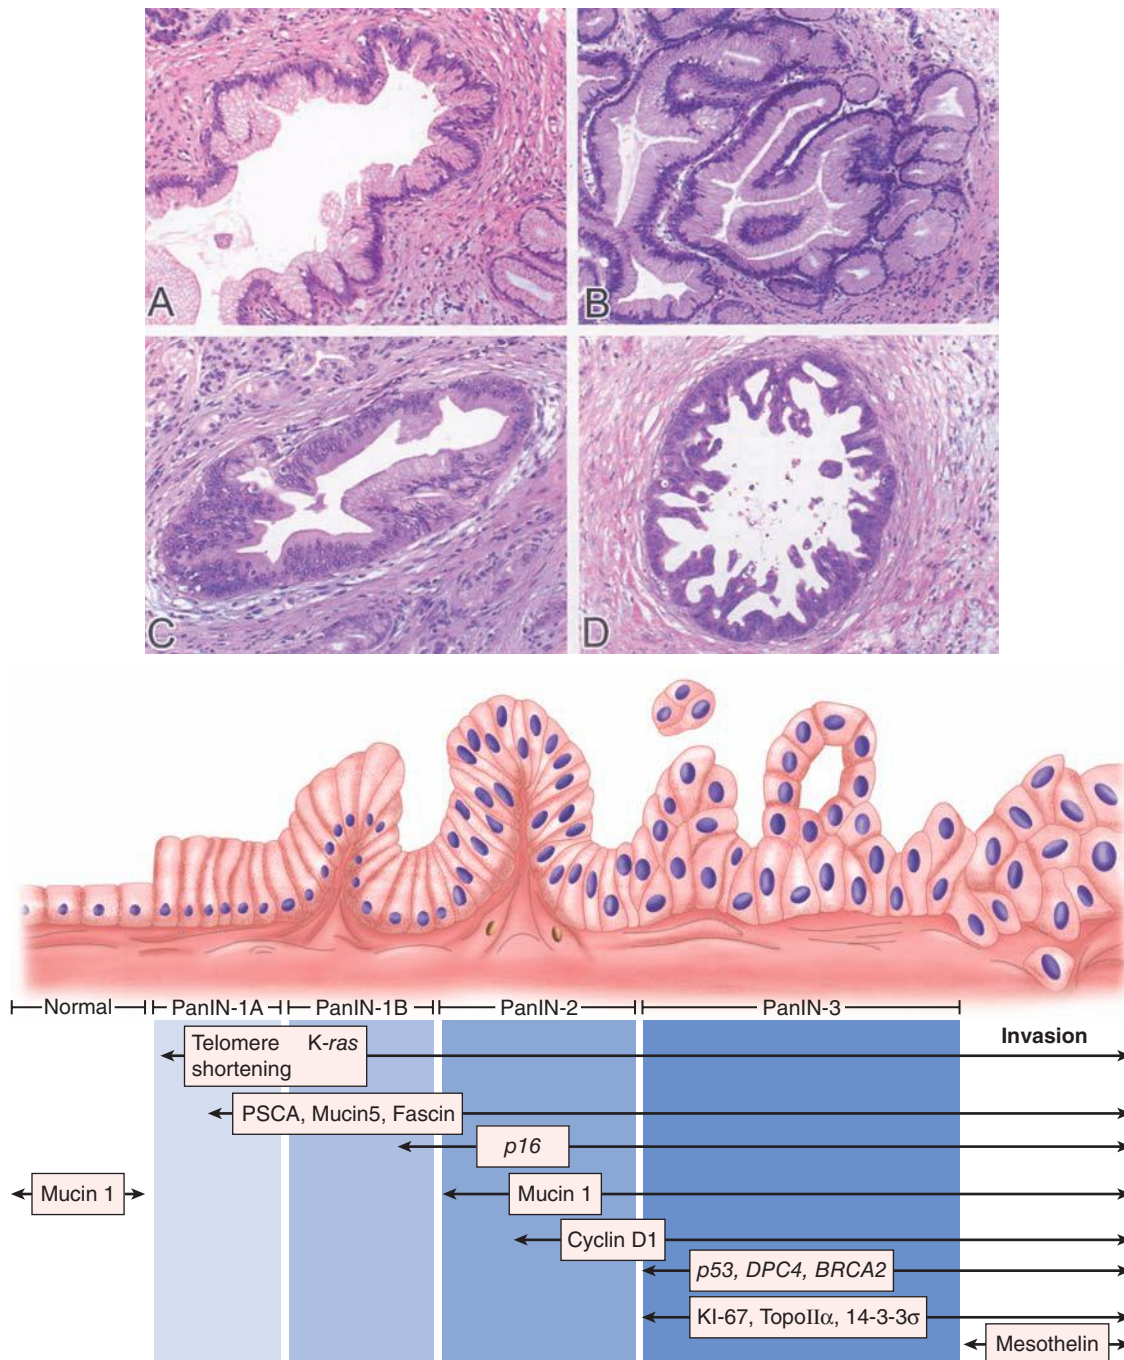 A
B
C
D
Normal
PanIN-1A
PanIN-1B
PanIN-2
PanIN-3
Invasion
Telomere K-ras
shortening
PSCA, Mucin5, Fascin
p16
Mucin 1
Mucin 1
Cyclin D1
p53, DPC4, BRCA2
KI-67, TopoIIα, 14-3-3σ
Mesothelin